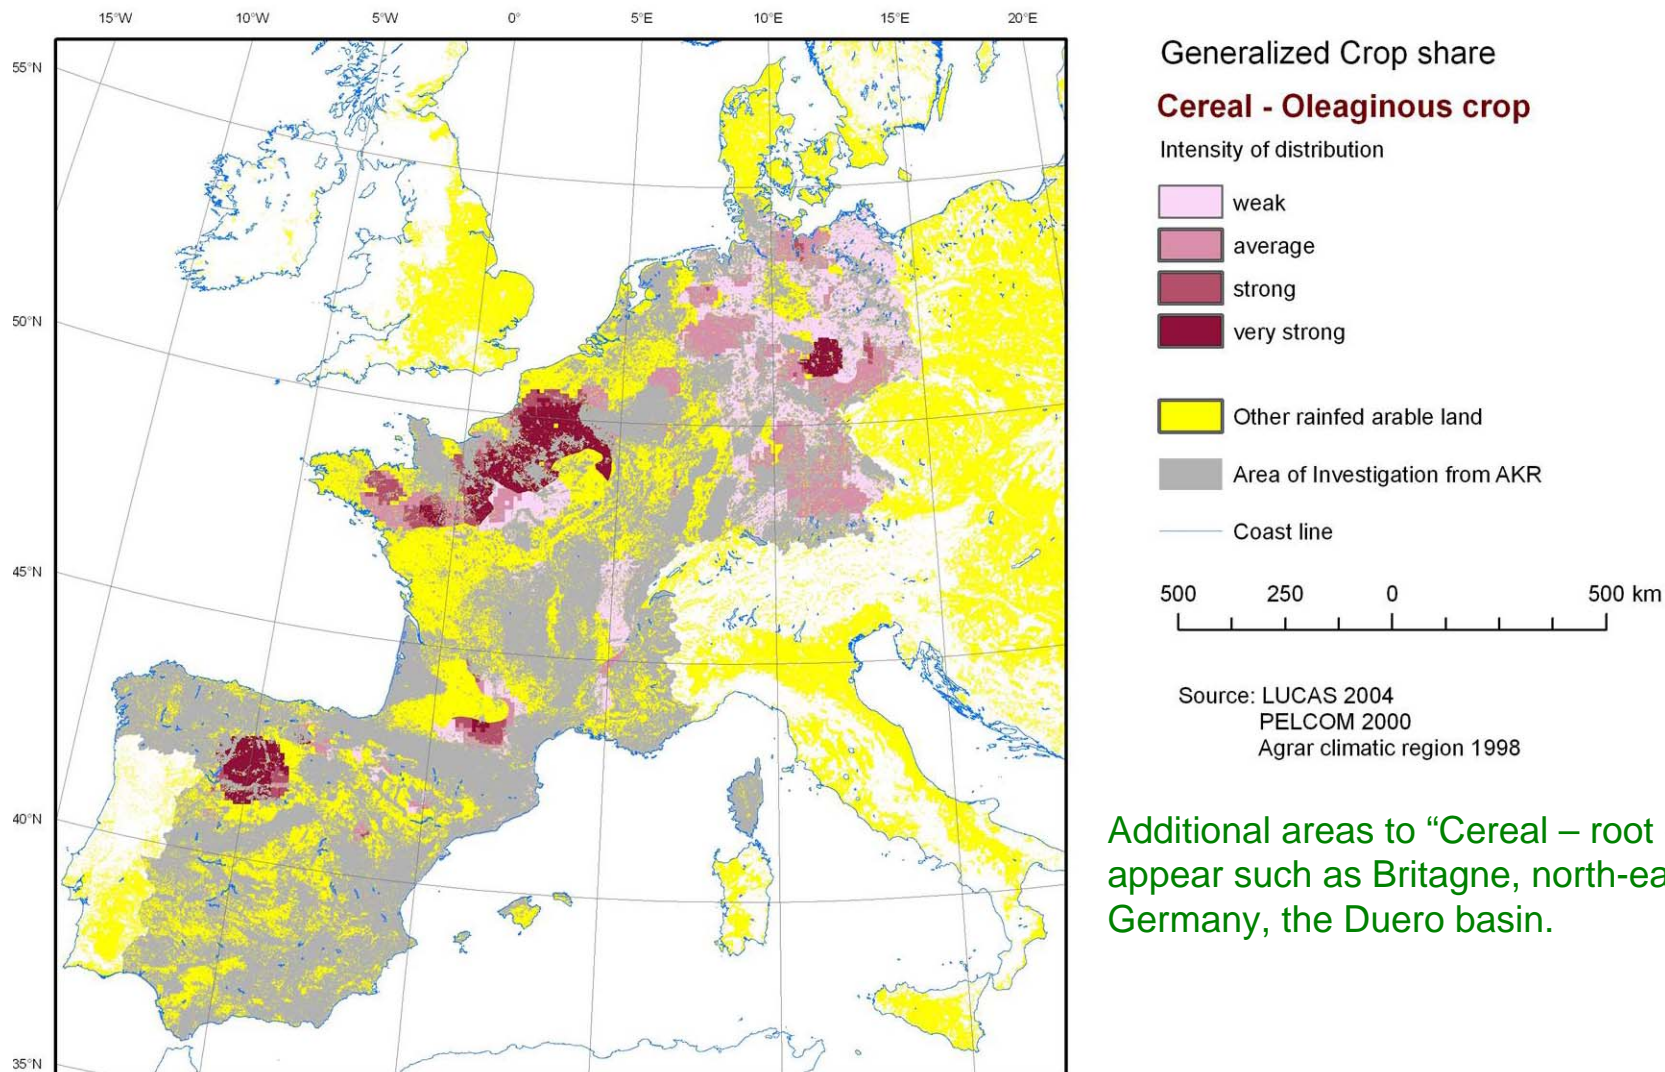 15°W 10°W 5°W 0° 5°E 10°E 15°E 20°E
55°N
50°N
45°N
40°N
35°N
Generalized Crop share
Cereal - Oleaginous crop
Intensity of distribution
weak
average
strong
very strong
Other rainfed arable land
Area of Investigation from AKR
Coast line
500 250 0 500 km
Source: LUCAS 2004
PELCOM 2000
Agrar climatic region 1998
Additional areas to “Cereal – root
appear such as Britagne, north-ea
Germany, the Duero basin.